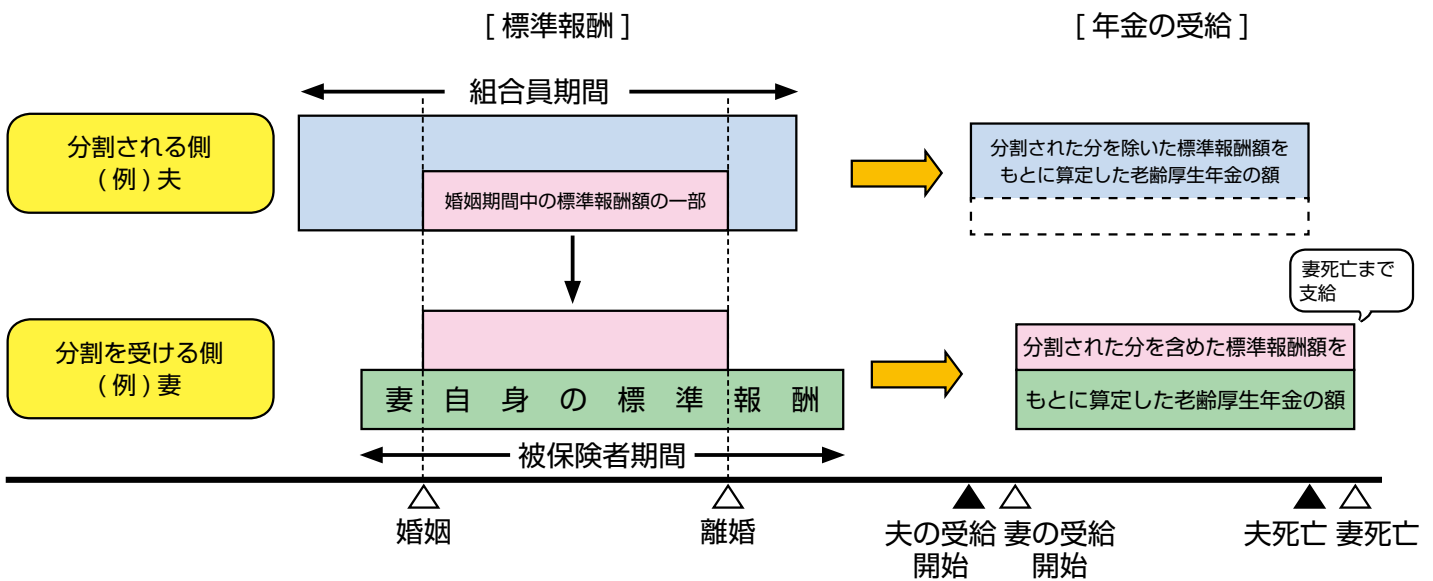 [ 標準報酬 ]
[ 年金の受給 ]
組合員期間
分割される側
( 例 ) 夫
婚姻期間中の標準報酬額の一部
分割された分を除いた標準報酬額を
もとに算定した老齢厚生年金の額
妻死亡まで
支給
分割を受ける側
( 例 ) 妻
妻自身の標準報酬
分割された分を含めた標準報酬額を
もとに算定した老齢厚生年金の額
被保険者期間
婚姻
離婚
夫の受給
開始
妻の受給
開始
夫死亡
妻死亡